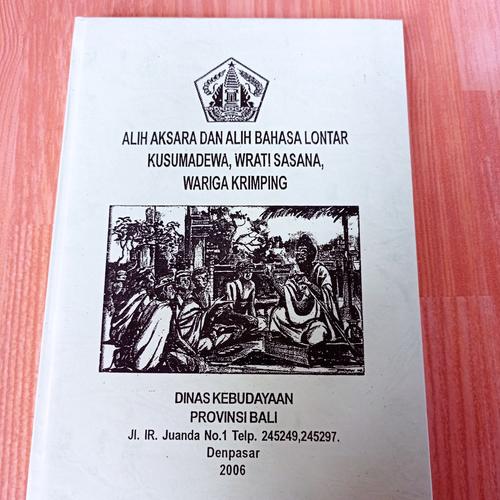 ALIH AKSARA DAN ALIH BAHASA LONTAR
KUSUMADEWA, WRATI SASANA,
WARIGA KRIMPING
DINAS KEBUDAYAAN
PROVINSI BALI
Jl. IR. Juanda No.1 Telp. 245249,245297.
Denpasar
2006